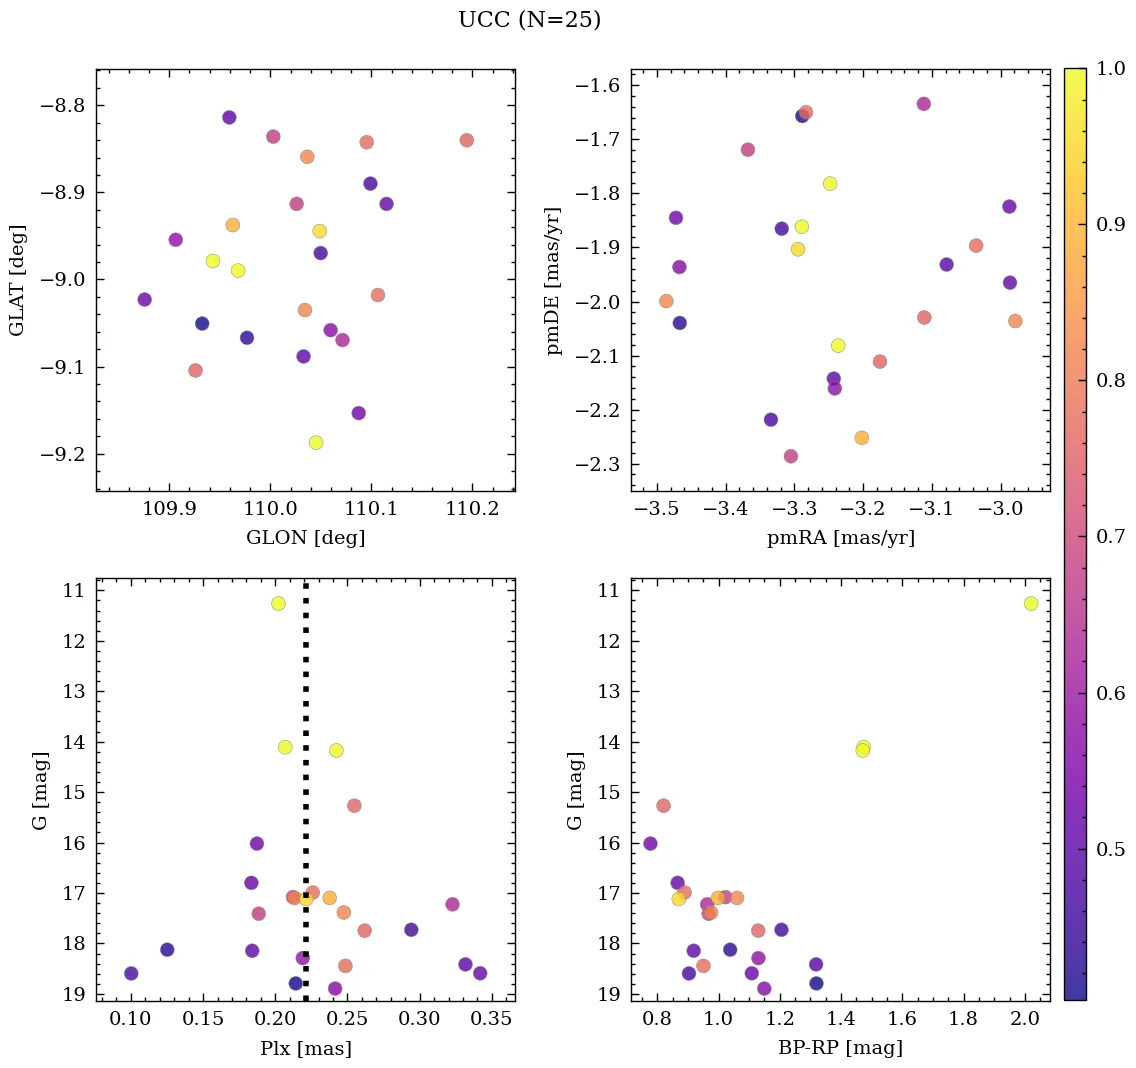 UCC (N=25)
−8.8
−8.9
−9.0
−9.1
−9.2
GLAT [deg]
109.9 110.0 110.1 110.2
GLON [deg]
−1.6
−1.7
−1.8
−1.9
−2.0
−2.1
−2.2
−2.3
pmDE [mas/yr]
−3.5 −3.4 −3.3 −3.2 −3.1 −3.0
pmRA [mas/yr]
1.0
0.9
0.8
0.7
0.6
0.5
11
12
13
14
15
16
17
18
19
G [mag]
0.10 0.15 0.20 0.25 0.30 0.35
Plx [mas]
11
12
13
14
15
16
17
18
19
G [mag]
0.8 1.0 1.2 1.4 1.6 1.8 2.0
BP-RP [mag]